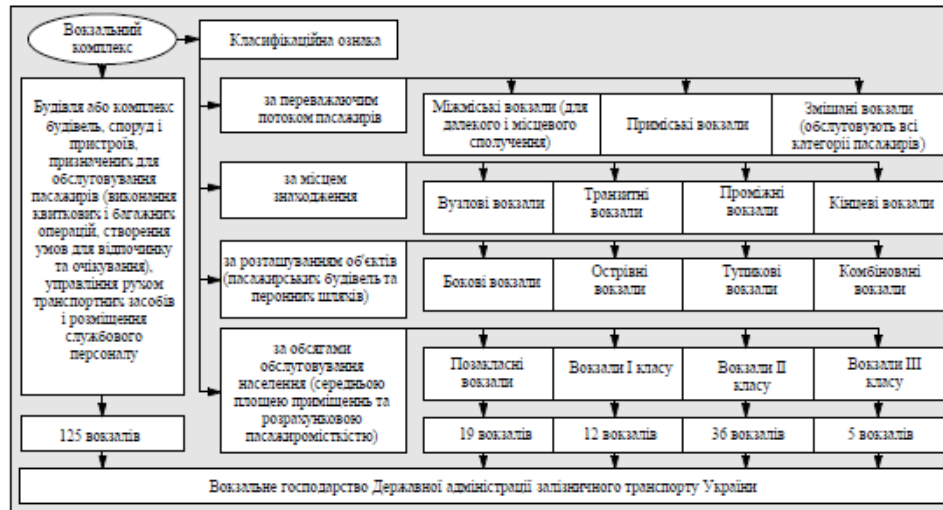 Вокзальний
комплекс
Класифікаційна ознака
Будівля або комплекс
будівель, споруд і
пристроїв,
призначених для
обслуговування
пасажирів (виконання
квиткових і багажних
операцій, створення
умов для відпочинку
та очікування),
управління рухом
транспортних засобів
і розміщення
службового
персоналу
125 вокзалів
за переважаючим
потоком пасажирів
Міжміські вокзали (для
далекого і місцевого
сполучення)
Приміські вокзали
Змішані вокзали
(обслуговують всі
категорії пасажирів)
за місцем
знаходження
Вузлові вокзали
Транзитні
вокзали
Проміжні
вокзали
Кінцеві вокзали
за розташуванням об'єктів
(пасажирських будівель та
перонних шляхів)
Бокові вокзали
Острівні
вокзали
Тупикові
вокзали
Комбіновані
вокзали
за обсягами
обслуговування
населення (середньою
площею приміщень та
розрахунковою
пасажиромісткістю)
Позакласні
вокзали
Вокзали І класу
Вокзали ІІ
класу
Вокзали ІІІ
класу
19 вокзалів
12 вокзалів
36 вокзалів
5 вокзалів
Вокзальне господарство Державної адміністрації залізничного транспорту України